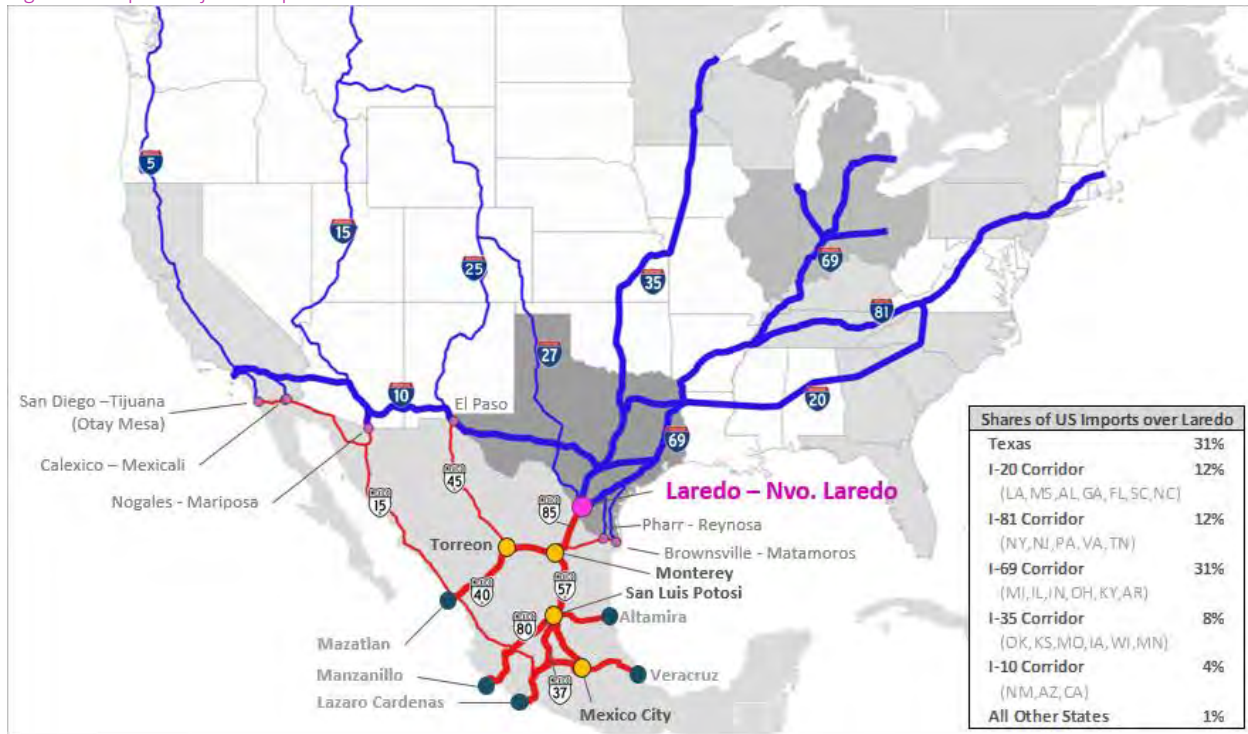 5
15
25
35
69
81
27
10
El Paso
20
San Diego –Tijuana
(Otay Mesa)
69
Calexico – Mexicali
45
Nogales - Mariposa
15
Laredo – Nvo. Laredo
85
Pharr - Reynosa
Torreon
Brownsville - Matamoros
Monterey
40
57
San Luis Potosi
Altamira
80
Mazatlan
Manzanillo
Veracruz
37
Lazaro Cardenas
Mexico City
Shares of US Imports over Laredo
Texas 31%
I-20 Corridor 12%
(LA,MS,AL,GA,FL,SC,NC)
I-81 Corridor 12%
(NY,NJ,PA,VA,TN)
I-69 Corridor 31%
(MI,IL,IN,OH,KY,AR)
I-35 Corridor 8%
(OK,KS,MO,IA,WI,MN)
I-10 Corridor 4%
(NM,AZ,CA)
All Other States 1%